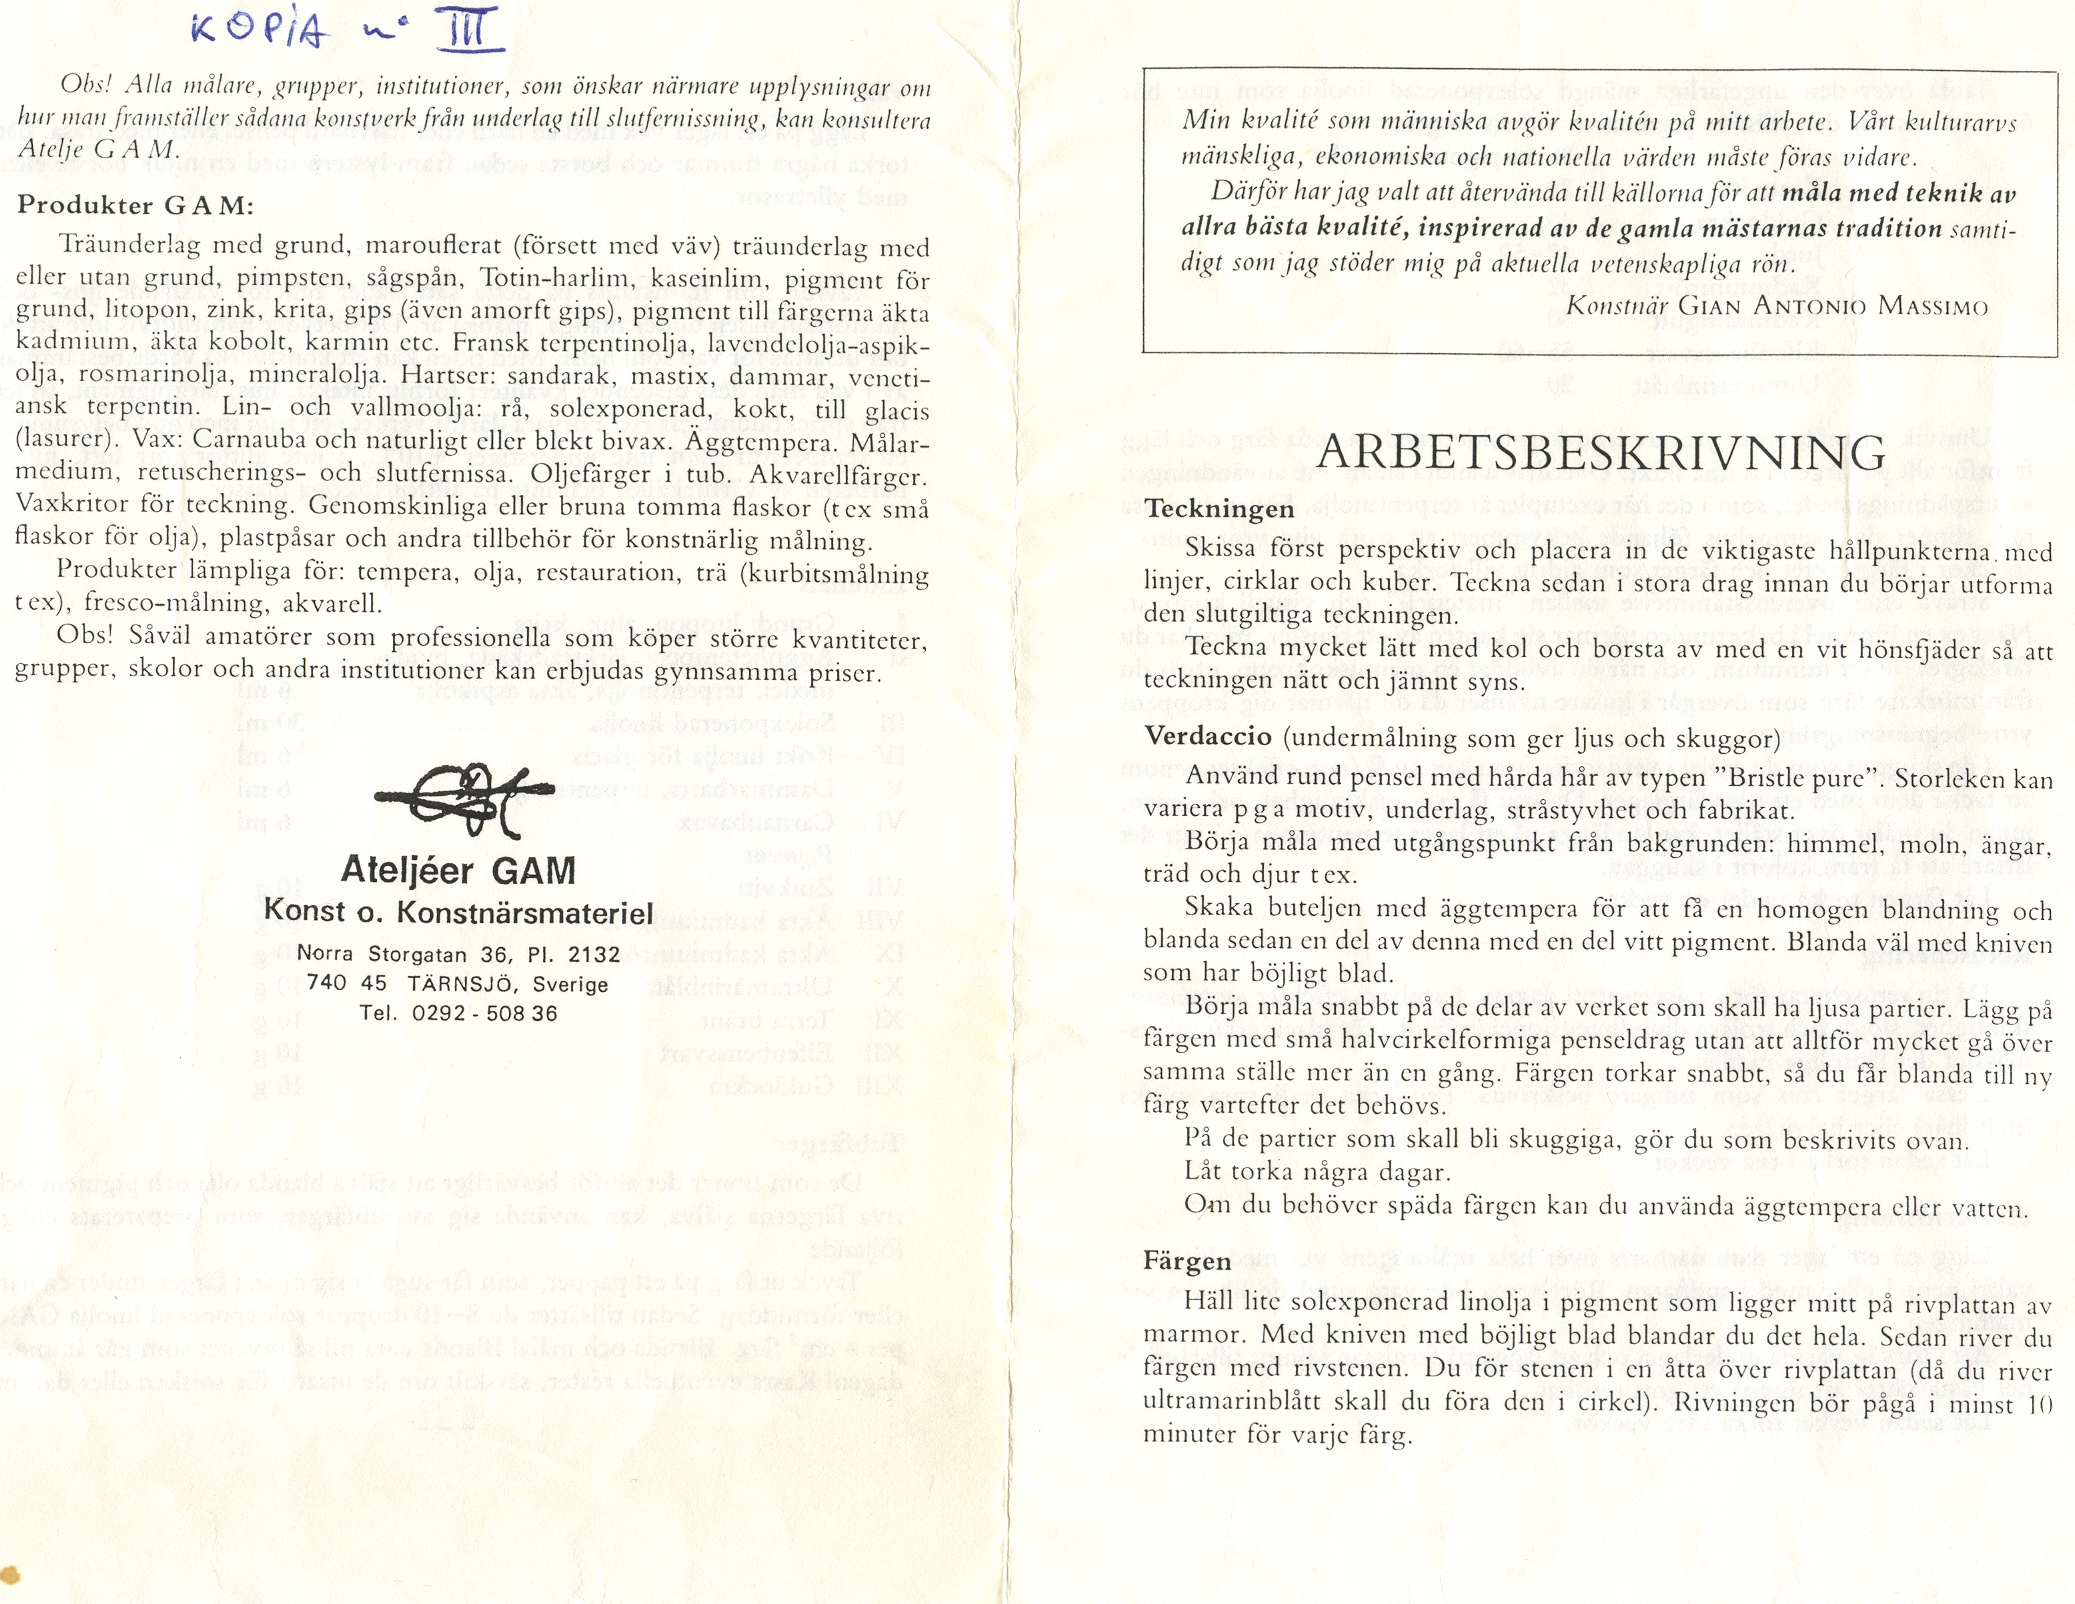 KOPIA n° III
Obs! Alla målare, grupper, institutioner, som önskar närmare upplysningar om
hur man framställer sådana konstverk från underlag till slutfernissning, kan konsultera
Atelje G A M.
Produkter G A M:
Träunderlag med grund, marouflerat (försett med väv) träunderlag med
eller utan grund, pimpsten, sågspån, Totin-harlim, kaseinlim, pigment för
grund, litopon, zink, krita, gips (även amorft gips), pigment till färgerna äkta
kadmium, äkta kobolt, karmin etc. Fransk terpentinolja, lavendelolja-aspik-
olja, rosmarinolja, mineralolja. Hartser: sandarak, mastix, dammar, veneti-
ansk terpentin. Lin- och vallmoolja: rå, solexponerad, kokt, till glacis
(lasurer). Vax: Carnauba och naturligt eller blekt bivax. Äggtempera. Målar-
medium, retuscherings- och slutfernissa. Oljefärger i tub. Akvarellfärger.
Vaxkritor för teckning. Genomskinliga eller bruna tomma flaskor (t ex små
flaskor för olja), plastpåsar och andra tillbehör för konstnärlig målning.
Produkter lämpliga för: tempera, olja, restauration, trä (kurbitsmålning
t ex), fresco-målning, akvarell.
Obs! Såväl amatörer som professionella som köper större kvantiteter,
grupper, skolor och andra institutioner kan erbjudas gynnsamma priser.
Ateljéer GAM
Konst o. Konstnärsmateriel
Norra Storgatan 36, Pl. 2132
740 45 TÄRNSJÖ, Sverige
Tel. 0292 - 508 36
Min kvalité som människa avgör kvalitén på mitt arbete. Vårt kulturarvs
mänskliga, ekonomiska och nationella värden måste föras vidare.
Därför har jag valt att återvända till källorna för att måla med teknik av
allra bästa kvalité, inspirerad av de gamla mästarnas tradition samti-
digt som jag stöder mig på aktuella vetenskapliga rön.
Konstnär GIAN ANTONIO MASSIMO
ARBETSBESKRIVNING
Teckningen
Skissa först perspektiv och placera in de viktigaste hållpunkterna med
linjer, cirklar och kuber. Teckna sedan i stora drag innan du börjar utforma
den slutgiltiga teckningen.
Teckna mycket lätt med kol och borsta av med en vit hönsfjäder så att
teckningen nätt och jämnt syns.
Verdaccio (undermålning som ger ljus och skuggor)
Använd rund pensel med hårda hår av typen ”Bristle pure”. Storleken kan
variera p g a motiv, underlag, stråstyvhet och fabrikat.
Börja måla med utgångspunkt från bakgrunden: himmel, moln, ängar,
träd och djur t ex.
Skaka buteljen med äggtempera för att få en homogen blandning och
blanda sedan en del av denna med en del vitt pigment. Blanda väl med kniven
som har böjligt blad.
Börja måla snabbt på de delar av verket som skall ha ljusa partier. Lägg på
färgen med små halvcirkelformiga penseldrag utan att alltför mycket gå över
samma ställe mer än en gång. Färgen torkar snabbt, så du får blanda till ny
färg vartefter det behövs.
På de partier som skall bli skuggiga, gör du som beskrivits ovan.
Låt torka några dagar.
Om du behöver späda färgen kan du använda äggtempera eller vatten.
Färgen
Häll lite solexponerad linolja i pigment som ligger mitt på rivplattan av
marmor. Med kniven med böjligt blad blandar du det hela. Sedan river du
färgen med rivstenen. Du för stenen i en åtta över rivplattan (då du river
ultramarinblått skall du föra den i cirkel). Rivningen bör pågå i minst 10
minuter för varje färg.